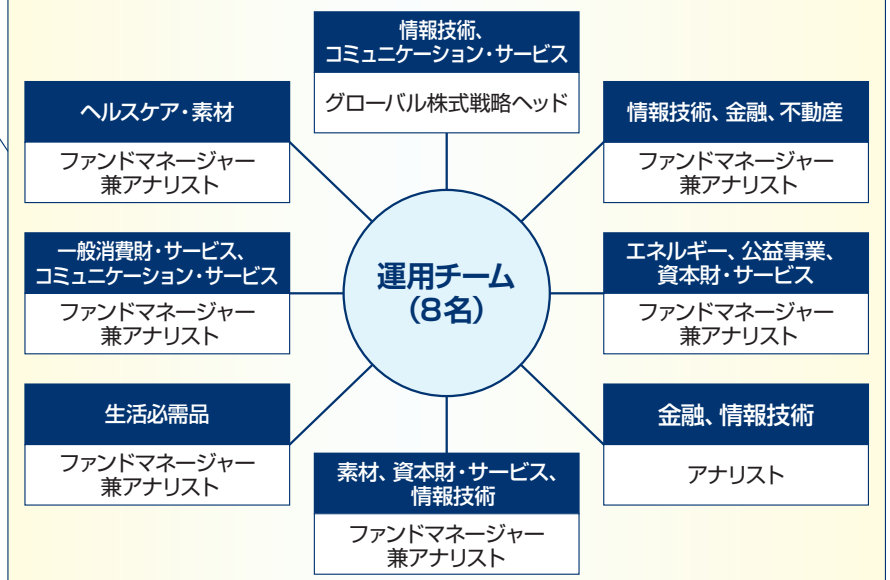 情報技術、
コミュニケーション・サービス
グローバル株式戦略ヘッド
ヘルスケア・素材
ファンドマネージャー
兼アナリスト
情報技術、金融、不動産
ファンドマネージャー
兼アナリスト
一般消費財・サービス、
コミュニケーション・サービス
ファンドマネージャー
兼アナリスト
運用チーム
(8名)
エネルギー、公益事業、
資本財・サービス
ファンドマネージャー
兼アナリスト
生活必需品
ファンドマネージャー
兼アナリスト
素材、資本財・サービス、
情報技術
ファンドマネージャー
兼アナリスト
金融、情報技術
アナリスト